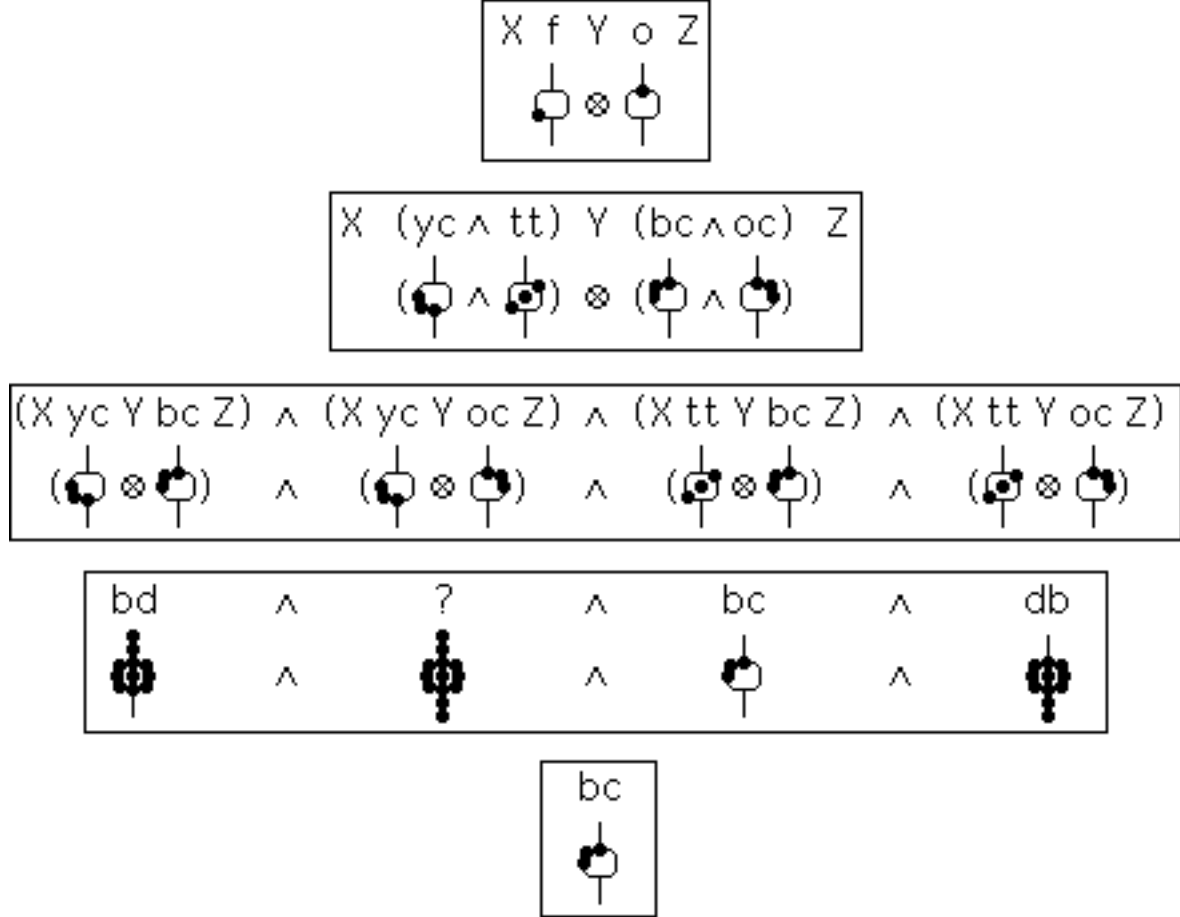 X f Y o Z
⊗
X (yc ∧ tt) Y (bc ∧ oc) Z
( ∧ ) ⊗ ( ∧ )
(X yc Y bc Z) ∧ (X yc Y oc Z) ∧ (X tt Y bc Z) ∧ (X tt Y oc Z)
( ⊗ ) ∧ ( ⊗ ) ∧ ( ⊗ ) ∧ ( ⊗ )
bd ∧ ? ∧ bc ∧ db
∧ ∧ ∧
bc